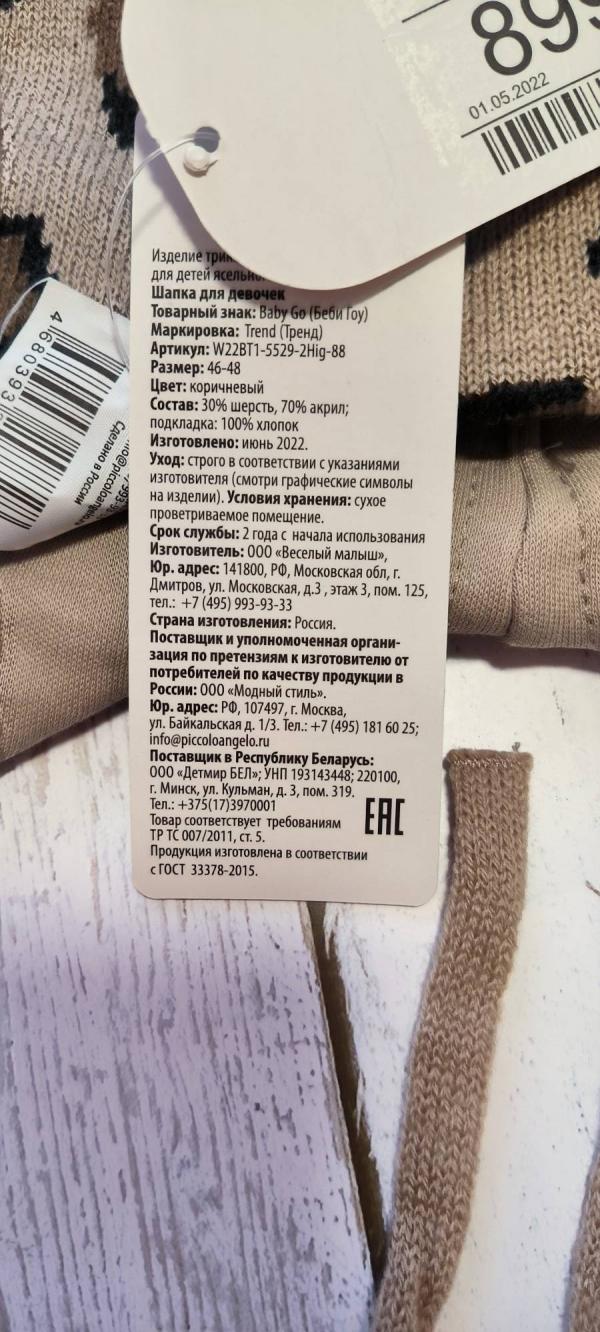 899
01.05.2022
Изделие
для детей
Шапка для девочек
Товарный знак: Baby Go (Беби Гоу)
Маркировка: Trend (Тренд)
Артикул: W22BT1-5529-2Hig-88
Размер: 46-48
Цвет: коричневый
Состав: 30% шерсть, 70% акрил;
подкладка: 100% хлопок
Изготовлено: июнь 2022.
Уход: строго в соответствии с указаниями
изготовителя (смотри графические символы
на изделии). Условия хранения: сухое
проветриваемое помещение.
Срок службы: 2 года с начала использования
Изготовитель: ООО «Веселый малыш»,
Юр. адрес: 141800, РФ, Московская обл, г.
Дмитров, ул. Московская, д.3 , этаж 3, пом. 125,
тел.: +7 (495) 993-93-33
Страна изготовления: Россия.
Поставщик и уполномоченная органи-
зация по претензиям к изготовителю от
потребителей по качеству продукции в
России: ООО «Модный стиль».
Юр. адрес: РФ, 107497, г. Москва,
ул. Байкальская д. 1/3. Тел.: +7 (495) 181 60 25;
info@piccoloangelo.ru
Поставщик в Республику Беларусь:
ООО «Детмир БЕЛ»; УНП 193143448; 220100,
г. Минск, ул. Кульман, д. 3, пом. 319.
Тел.: +375(17)3970001
Товар соответствует требованиям
ТР ТС 007/2011, ст. 5.
EAC
Продукция изготовлена в соответствии
с ГОСТ 33378-2015.
4 680393
Сделано в России